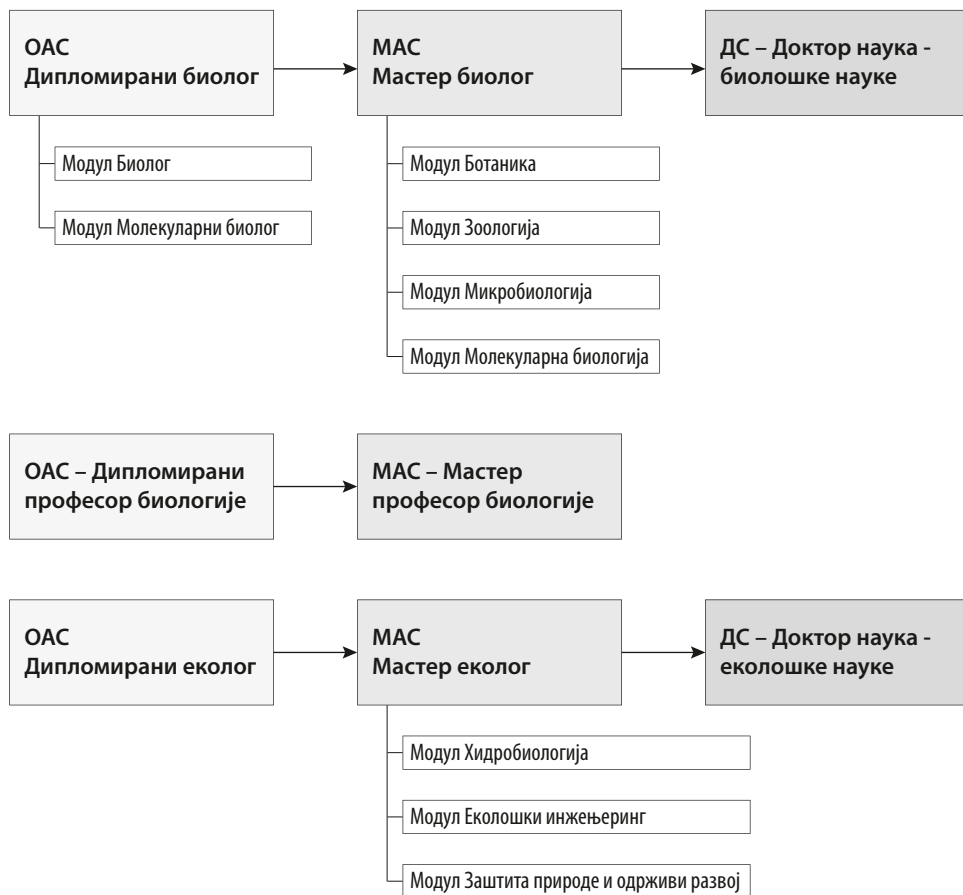 ОАС
Дипломирани биолог
МАС
Мастер биолог
ДС – Доктор наука -
биолошке науке
Модул Биолог
Модул Молекуларни биолог
Модул Ботаника
Модул Зоологија
Модул Микробиологија
Модул Молекуларна биологија
ОАС – Дипломирани
професор биологије
МАС – Мастер
професор биологије
ОАС
Дипломирани еколог
МАС
Мастер еколог
ДС – Доктор наука -
еколошке науке
Модул Хидробиологија
Модул Еколошки инжењеринг
Модул Заштита природе и одрживи развој